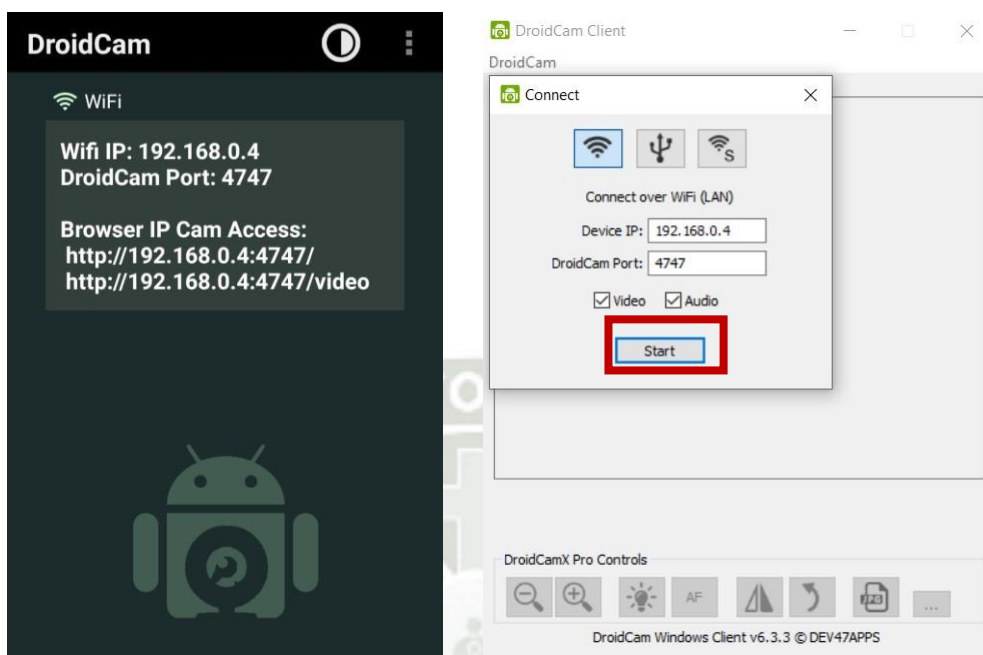 DroidCam
WiFi
Wifi IP: 192.168.0.4
DroidCam Port: 4747
Browser IP Cam Access:
http://192.168.0.4:4747/
http://192.168.0.4:4747/video
DroidCam Client
DroidCam
Connect
S
Connect over WiFi (LAN)
Device IP: 192.168.0.4
DroidCam Port: 4747
Video Audio
Start
DroidCamX Pro Controls
AF JPG ...
DroidCam Windows Client v6.3.3 © DEV47APPS